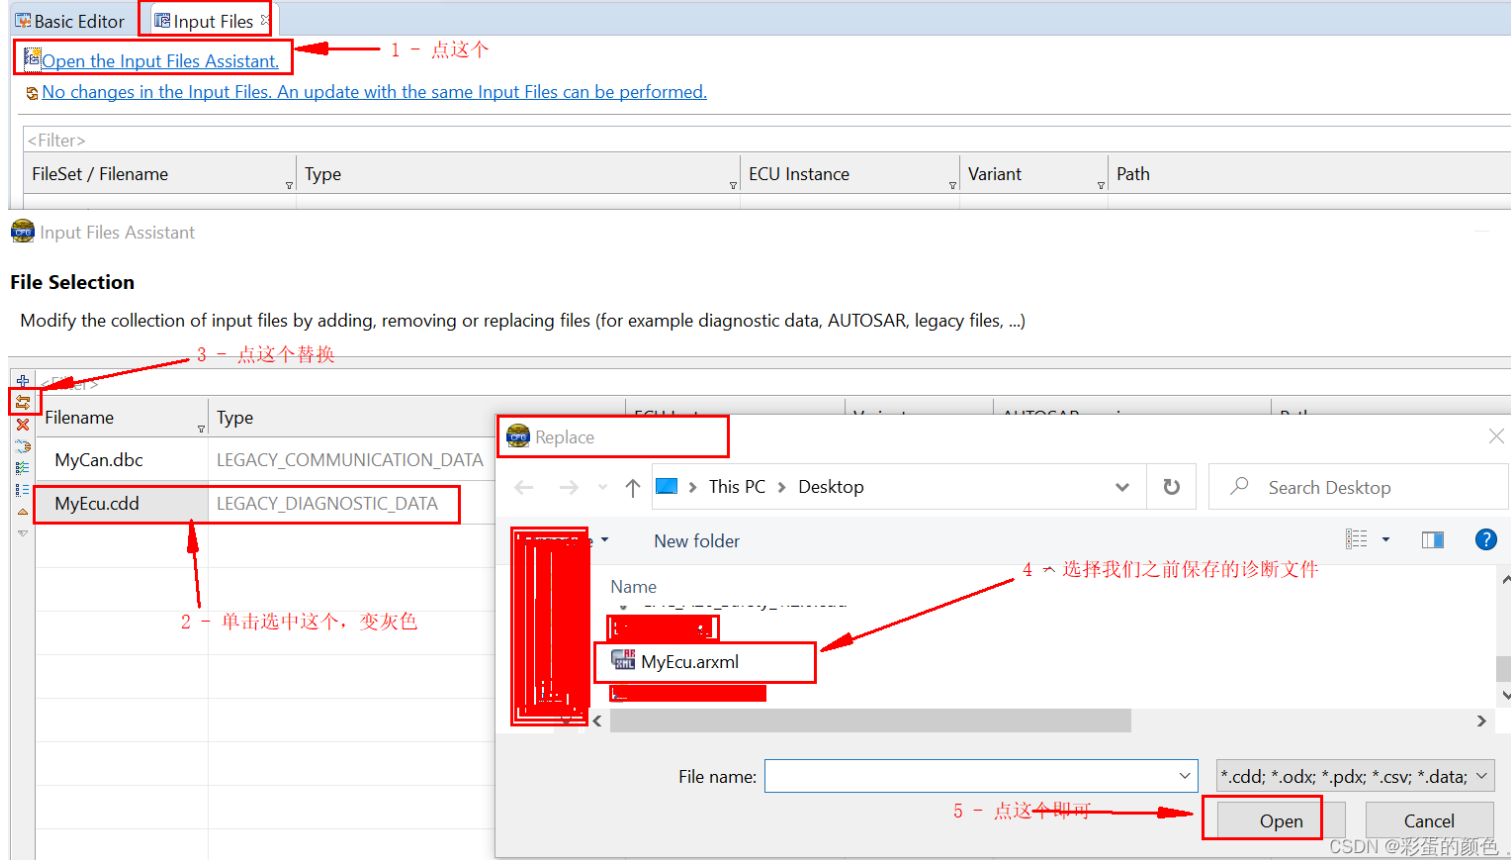 Basic Editor
Input Files
Open the Input Files Assistant.
1 - 点这个
No changes in the Input Files. An update with the same Input Files can be performed.
<Filter>
FileSet / Filename Type ECU Instance Variant Path
Input Files Assistant
File Selection
Modify the collection of input files by adding, removing or replacing files (for example diagnostic data, AUTOSAR, legacy files, ...)
3 - 点这个替换
<Filter>
Filename Type
MyCan.dbc LEGACY_COMMUNICATION_DATA
MyEcu.cdd LEGACY_DIAGNOSTIC_DATA
2 - 单击选中这个，变灰色
Replace
This PC > Desktop
Search Desktop
New folder
4 - 选择我们之前保存的诊断文件
Name
MyEcu.arxml
File name:
*.cdd; *.odx; *.pdx; *.csv; *.data;
5 - 点这个即可
Open
Cancel
CSDN @彩蛋的颜色